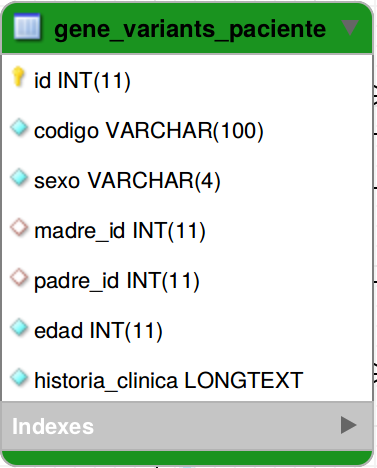 gene_variants_paciente
id INT(11)
codigo VARCHAR(100)
sexo VARCHAR(4)
madre_id INT(11)
padre_id INT(11)
edad INT(11)
historia_clinica LONGTEXT
Indexes